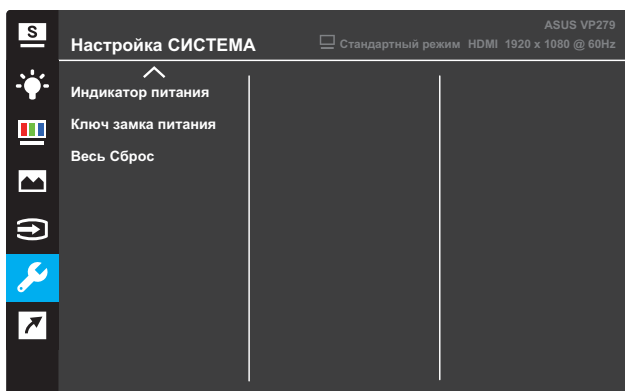 S
ASUS VP279
Настройка СИСТЕМА
Стандартный режим HDMI 1920 x 1080 @ 60Hz
Индикатор питания
Ключ замка питания
Весь Сброс